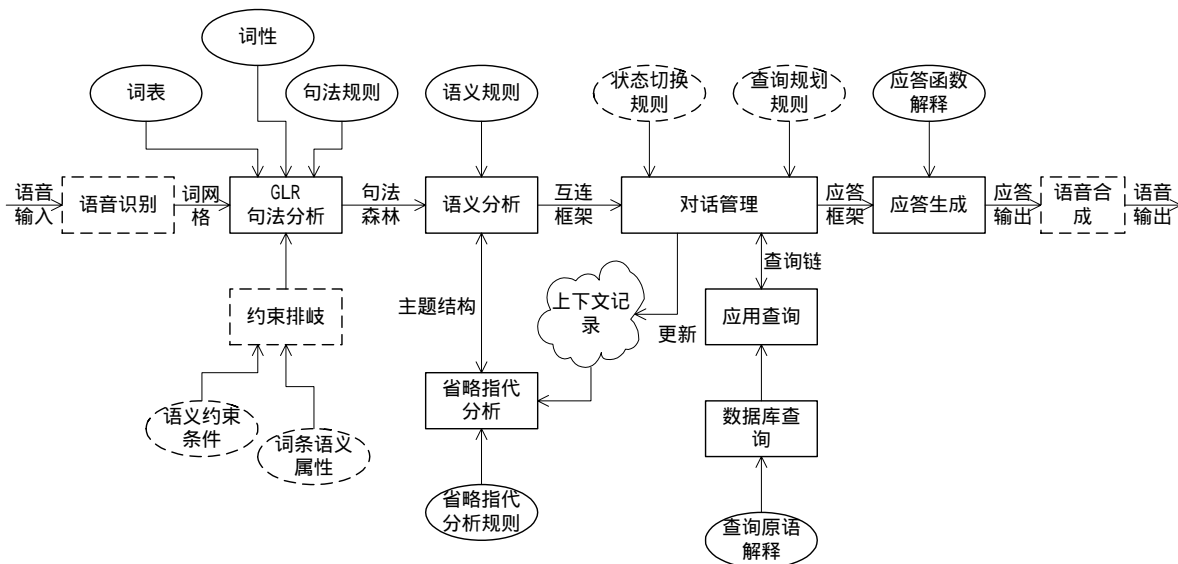 词性
词表
句法规则
语义规则
状态切换
规则
查询规划
规则
应答函数
解释
语音
输入
语音识别
词网
格
GLR
句法分析
句法
森林
语义分析
互连
框架
对话管理
应答
框架
应答生成
应答
输出
语音合
成
语音
输出
约束排岐
主题结构
上下文记
录
更新
查询链
应用查询
语义约束
条件
词条语义
属性
省略指代
分析
数据库查
询
省略指代
分析规则
查询原语
解释